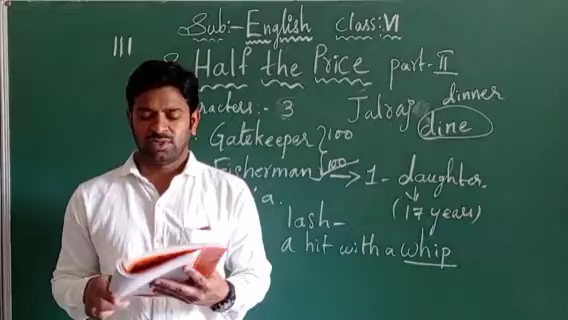 Sub:- English Class: VI
III
8. Half the Price part-II
racters:- 3 Jalraj dinner
dine
Gatekeeper } 100
Fisherman } 100 → 1- daughter.
(17 years)
a.
lash-
a hit with a whip